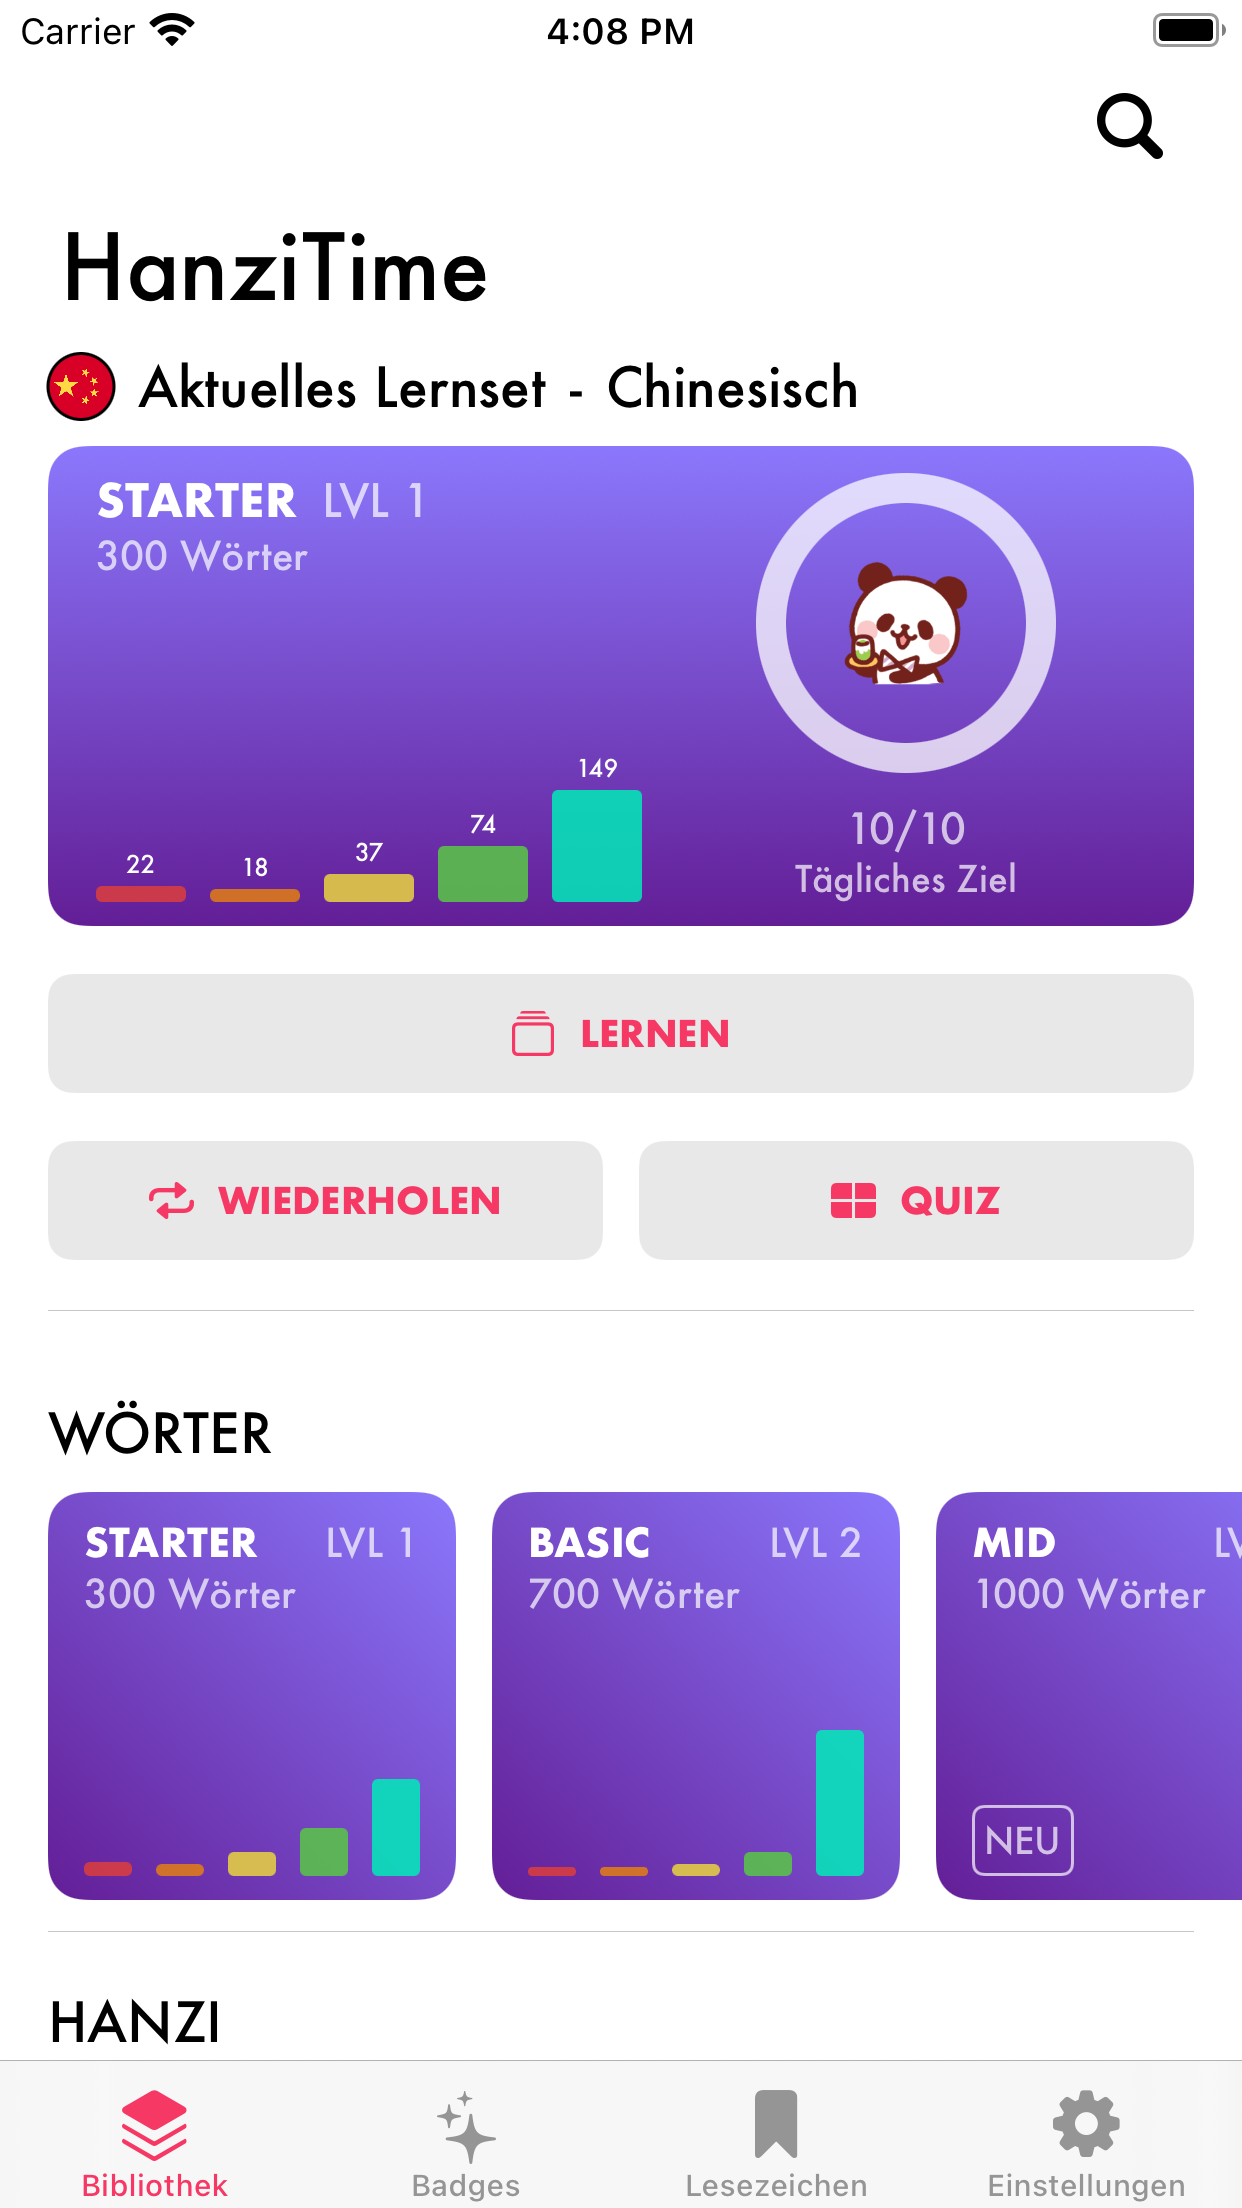 Carrier 4:08 PM
HanziTime
Aktuelles Lernset - Chinesisch
STARTER LVL 1
300 Wörter
22 18 37 74 149
10/10
Tägliches Ziel
LERNEN
WIEDERHOLEN QUIZ
WÖRTER
STARTER LVL 1 BASIC LVL 2 MID LV
300 Wörter 700 Wörter 1000 Wörter
NEU
HANZI
Bibliothek Badges Lesezeichen Einstellungen